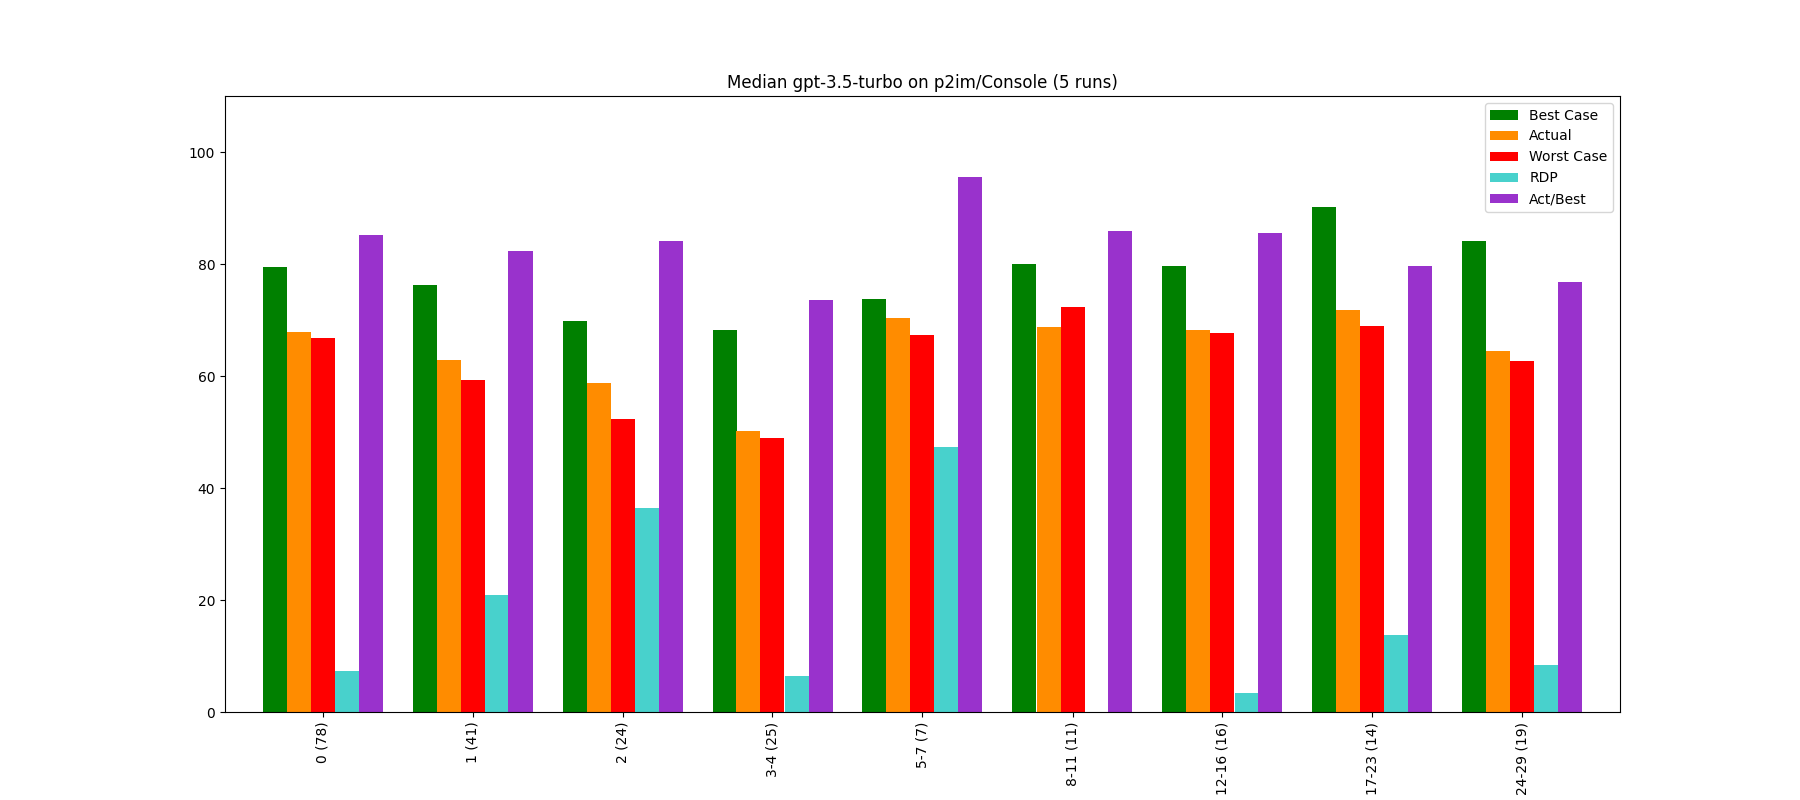 Median gpt-3.5-turbo on p2im/Console (5 runs)
Best Case
Actual
Worst Case
RDP
Act/Best
100
80
60
40
20
0
0 (78)
1 (41)
2 (24)
3-4 (25)
5-7 (7)
8-11 (11)
12-16 (16)
17-23 (14)
24-29 (19)